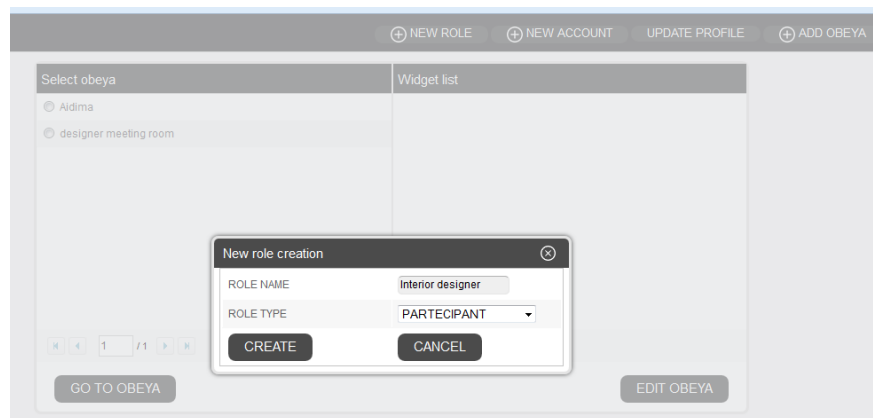 NEW ROLE NEW ACCOUNT UPDATE PROFILE ADD OBEYA
Select obeya Widget list
Aidima
designer meeting room
New role creation
ROLE NAME Interior designer
ROLE TYPE PARTECIPANT
CREATE CANCEL
1 / 1
GO TO OBEYA EDIT OBEYA